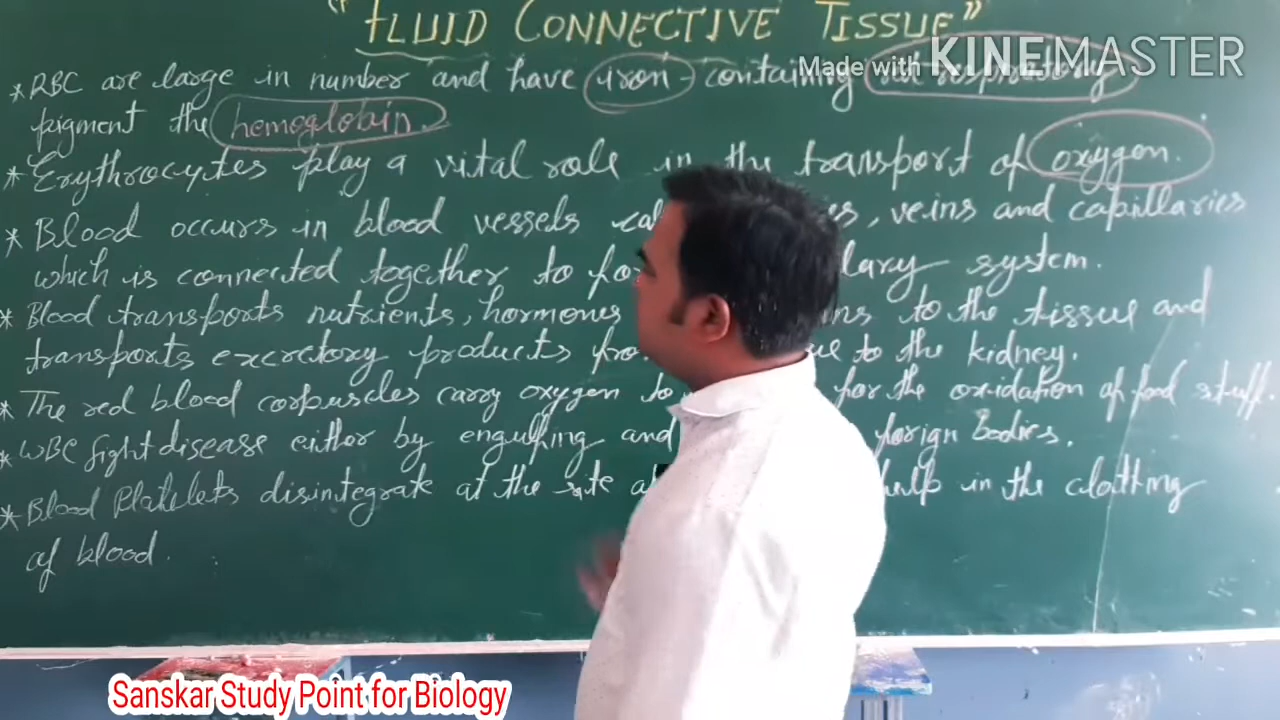 "FLUID CONNECTIVE TISSUE"
Made with KINEMASTER
* RBC are large in number and have iron-containing respiratory
pigment the hemoglobin
* Erythrocytes play a vital role in the transport of oxygen.
* Blood occurs in blood vessels veins and capillaries
which is connected together to system.
* Blood transports nutrients, hormones to the tissue and
transports excretory products to the kidney.
* The red blood corpuscles carry oxygen to for the oxidation of food stuff.
* WBC fight disease either by engulfing and forign bodies.
* Blood Platelets disintegrate at the site help in the clotting
of blood.
Sanskar Study Point for Biology